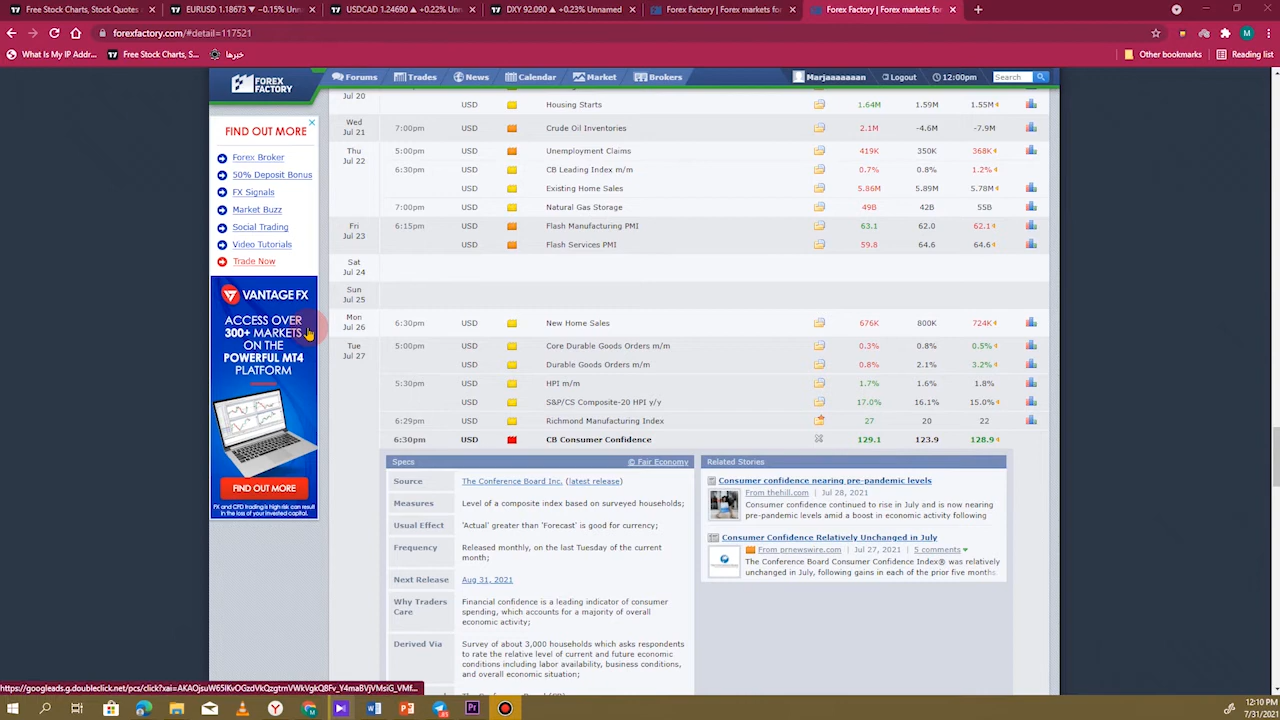 Free Stock Charts, Stock Quotes
EURUSD 1.18673 ▼ −0.15% Unnam
USDCAD 1.24690 ▲ +0.22% Unnam
DXY 92.090 ▲ +0.23% Unnamed
Forex Factory | Forex markets for
Forex Factory | Forex markets for
forexfactory.com/#detail=117521
What Is My IP Addr...
Free Stock Charts, S...
خبرها
Other bookmarks
Reading list
FOREX FACTORY
Forums
Trades
News
Calendar
Market
Brokers
Marjaaaaaaan
Logout
12:00pm
Search
Jul 20
USD Housing Starts 1.64M 1.59M 1.55M
Wed
Jul 21
7:00pm USD Crude Oil Inventories 2.1M -4.6M -7.9M
Thu
Jul 22
5:00pm USD Unemployment Claims 419K 350K 368K
6:30pm USD CB Leading Index m/m 0.7% 0.8% 1.2%
USD Existing Home Sales 5.86M 5.89M 5.78M
7:00pm USD Natural Gas Storage 49B 42B 55B
Fri
Jul 23
6:15pm USD Flash Manufacturing PMI 63.1 62.0 62.1
USD Flash Services PMI 59.8 64.6 64.6
Sat
Jul 24
Sun
Jul 25
Mon
Jul 26
6:30pm USD New Home Sales 676K 800K 724K
Tue
Jul 27
5:00pm USD Core Durable Goods Orders m/m 0.3% 0.8% 0.5%
USD Durable Goods Orders m/m 0.8% 2.1% 3.2%
5:30pm USD HPI m/m 1.7% 1.6% 1.8%
USD S&P/CS Composite-20 HPI y/y 17.0% 16.1% 15.0%
6:29pm USD Richmond Manufacturing Index 27 20 22
6:30pm USD CB Consumer Confidence 129.1 123.9 128.9
FIND OUT MORE
Forex Broker
50% Deposit Bonus
FX Signals
Market Buzz
Social Trading
Video Tutorials
Trade Now
VANTAGE FX
ACCESS OVER
300+ MARKETS
ON THE
POWERFUL MT4
PLATFORM
FIND OUT MORE
FX and CFD trading is high risk can result
in the loss of your invested capital.
Specs © Fair Economy
Source The Conference Board Inc. (latest release)
Measures Level of a composite index based on surveyed households;
Usual Effect 'Actual' greater than 'Forecast' is good for currency;
Frequency Released monthly, on the last Tuesday of the current
month;
Next Release Aug 31, 2021
Why Traders Financial confidence is a leading indicator of consumer
Care spending, which accounts for a majority of overall
economic activity;
Derived Via Survey of about 3,000 households which asks respondents
to rate the relative level of current and future economic
conditions including labor availability, business conditions,
and overall economic situation;
Related Stories
Consumer confidence nearing pre-pandemic levels
From thehill.com | Jul 28, 2021
Consumer confidence continued to rise in July and is now nearing
pre-pandemic levels amid a boost in economic activity following
Consumer Confidence Relatively Unchanged in July
From prnewswire.com | Jul 27, 2021 | 5 comments
The Conference Board Consumer Confidence Index® was relatively
unchanged in July, following gains in each of the prior five months.
12:10 PM
7/31/2021